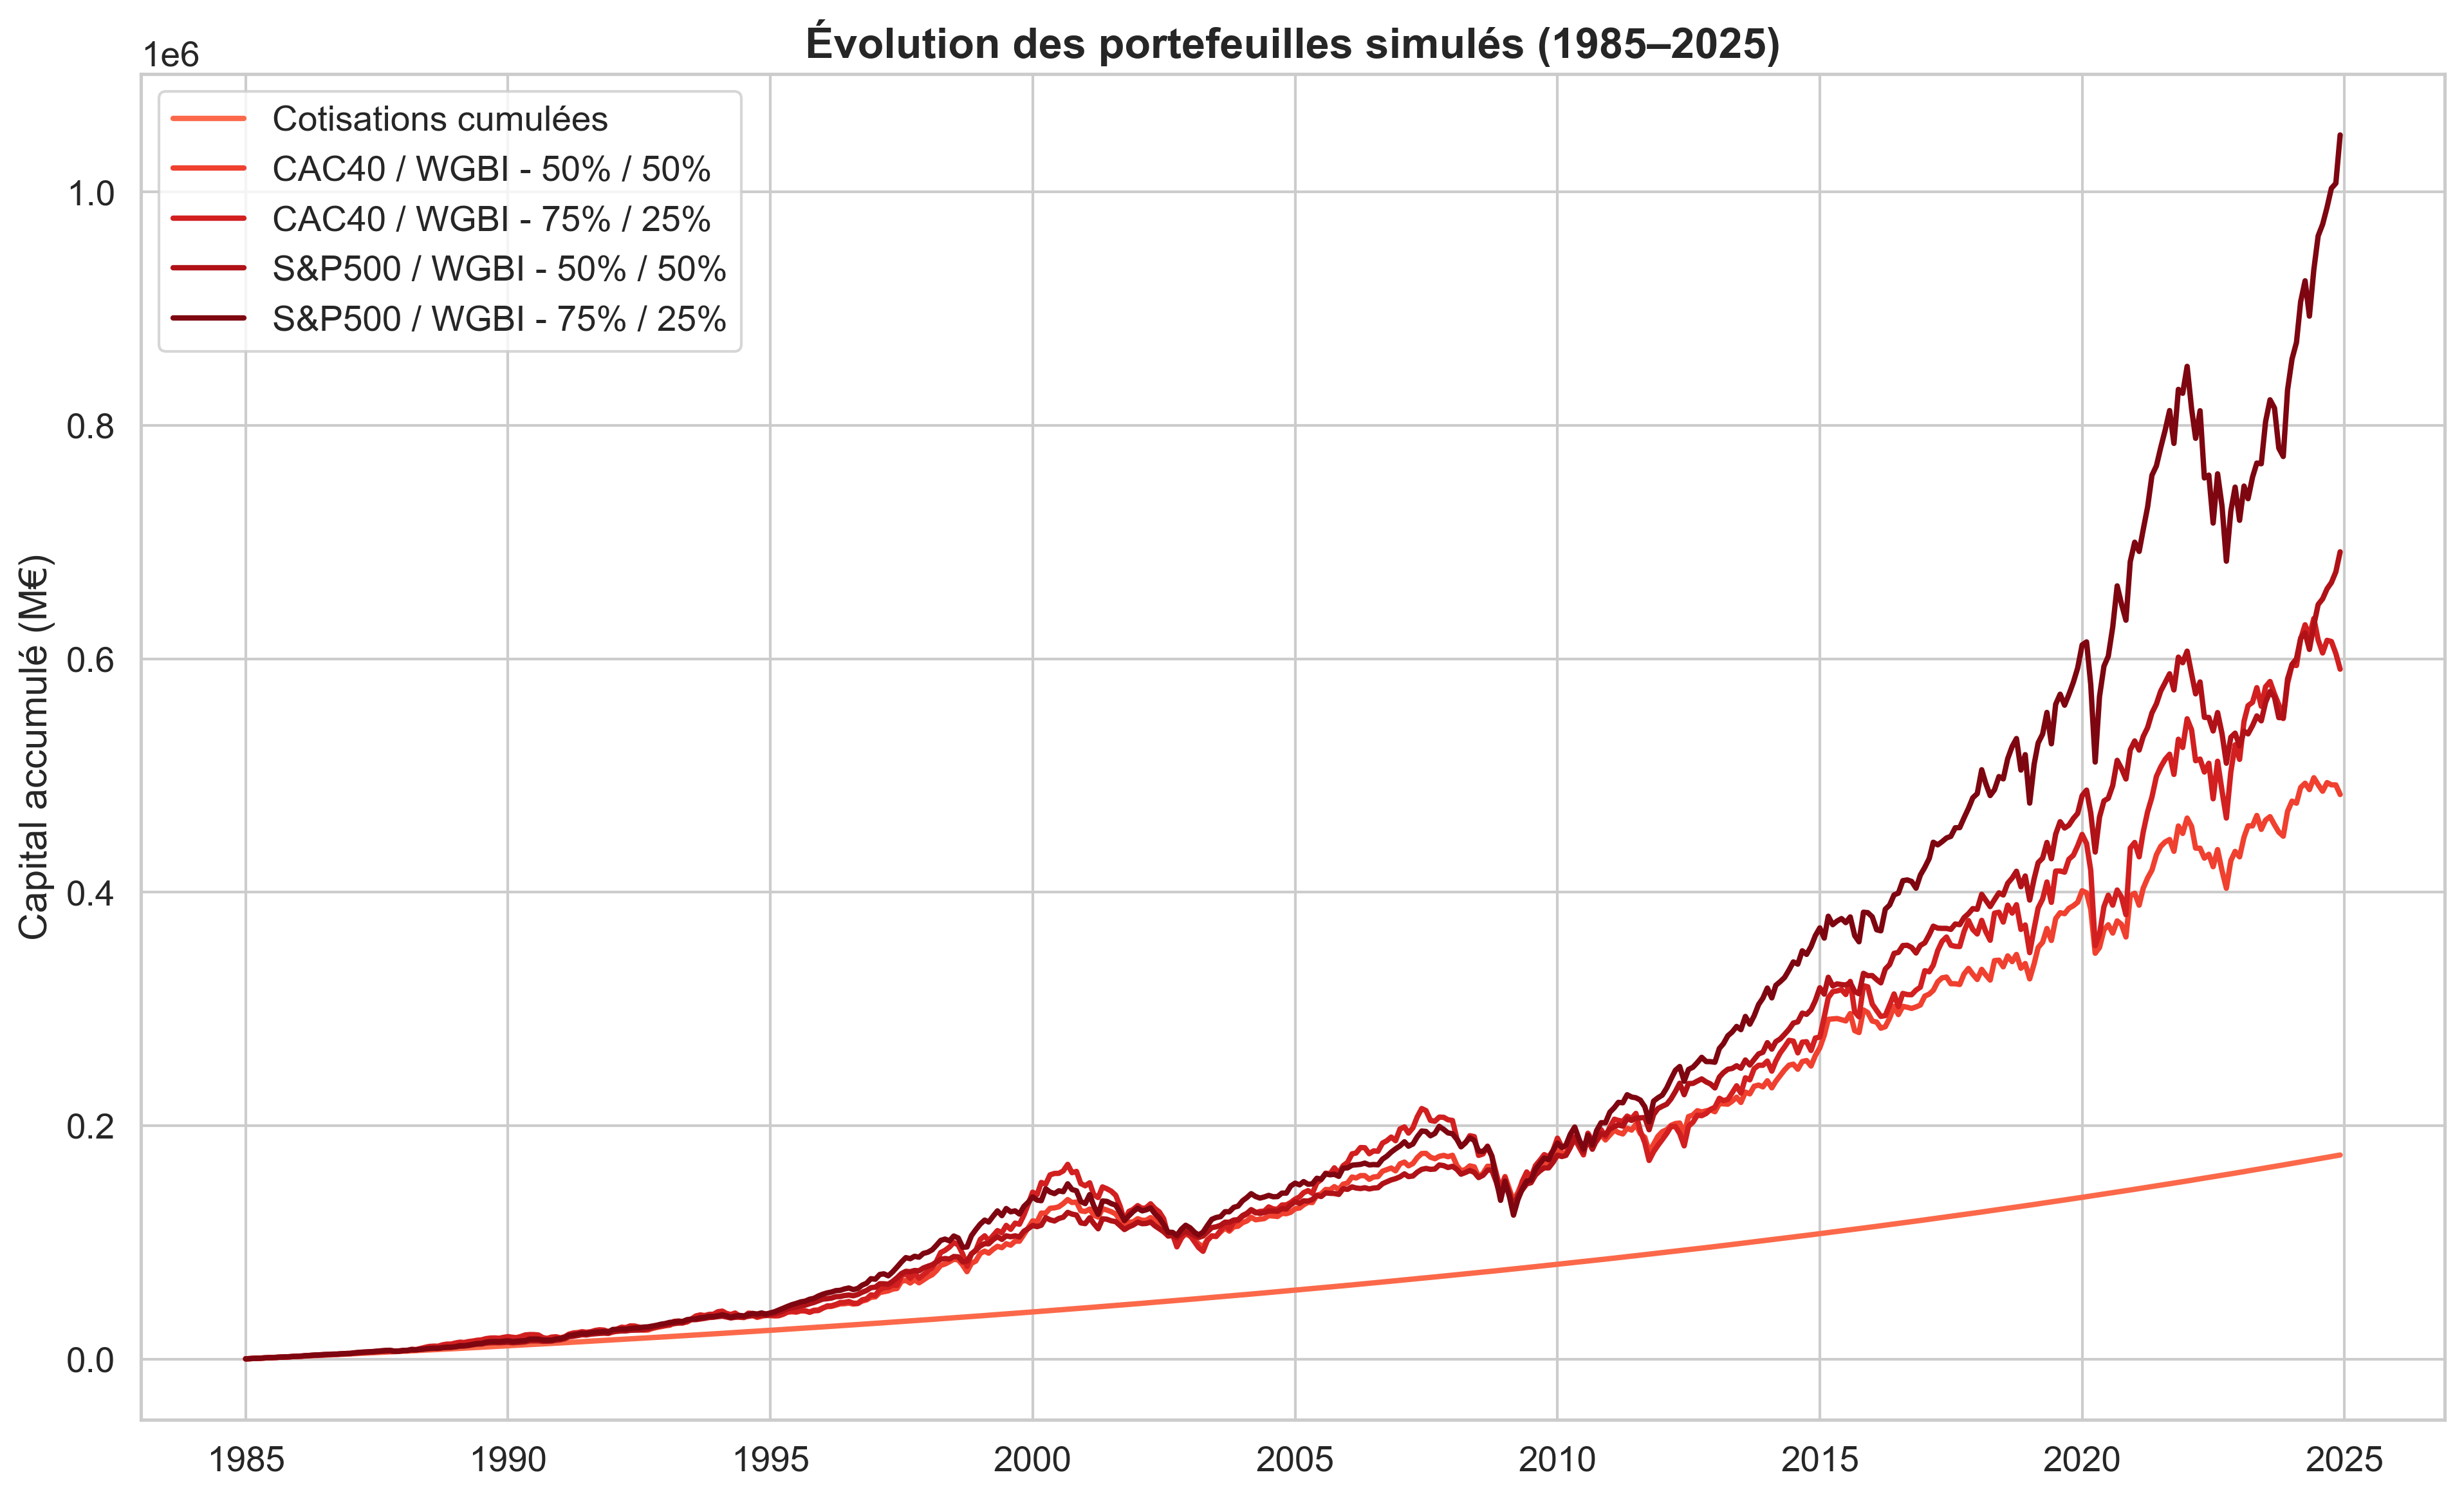 Évolution des portefeuilles simulés (1985–2025)
1e6
Cotisations cumulées
CAC40 / WGBI - 50% / 50%
CAC40 / WGBI - 75% / 25%
S&P500 / WGBI - 50% / 50%
S&P500 / WGBI - 75% / 25%
Capital accumulé (M€)
1.0
0.8
0.6
0.4
0.2
0.0
1985 1990 1995 2000 2005 2010 2015 2020 2025